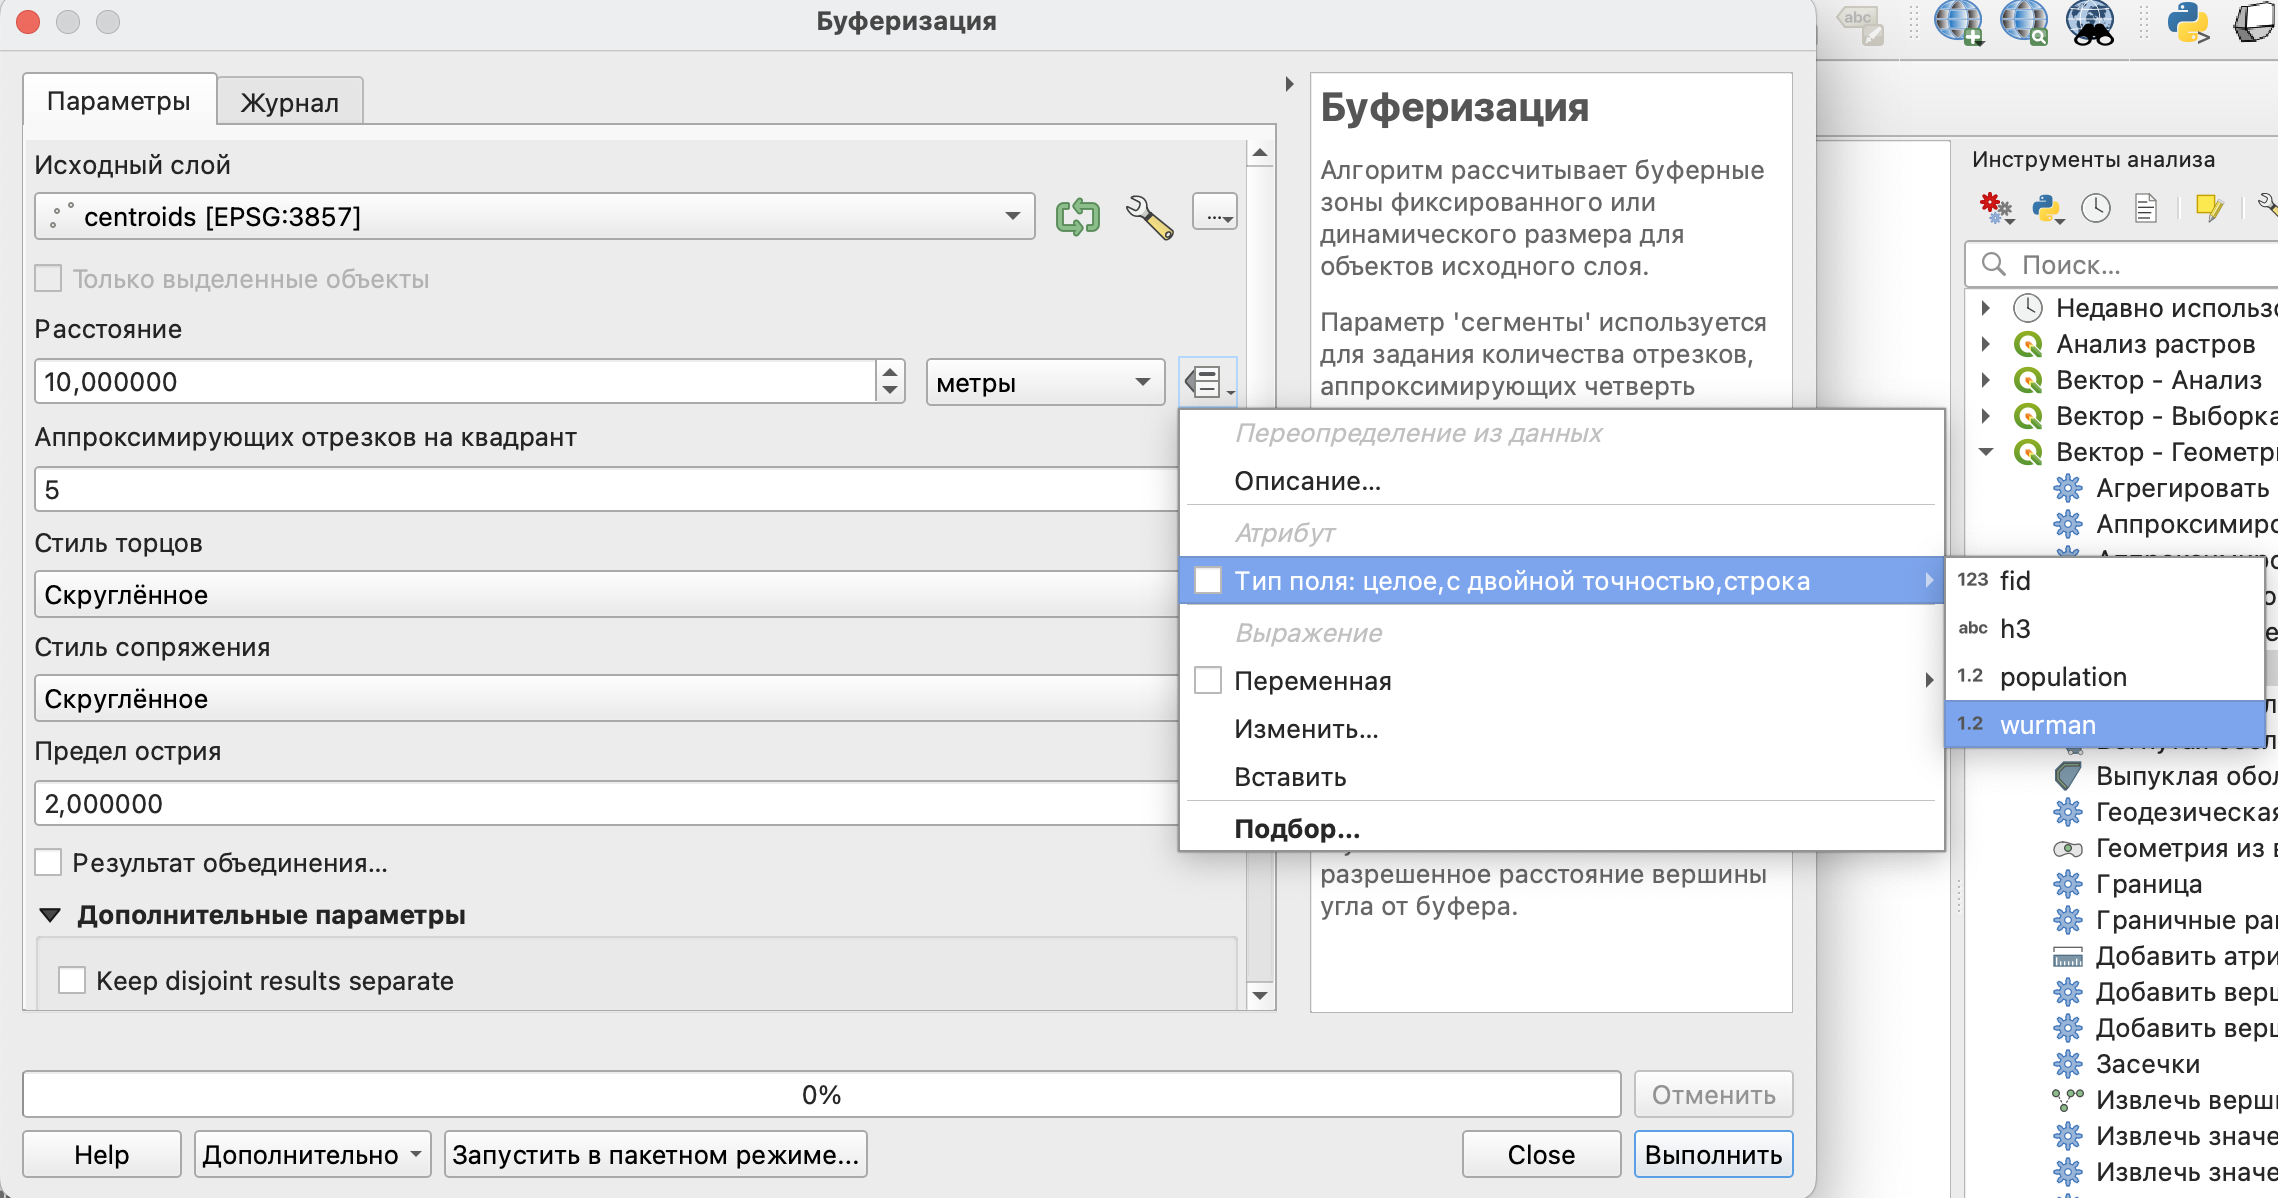 Буферизация
Параметры
Журнал
Исходный слой
centroids [EPSG:3857]
...
Только выделенные объекты
Расстояние
10,000000
метры
Аппроксимирующих отрезков на квадрант
5
Стиль торцов
Скруглённое
Стиль сопряжения
Скруглённое
Предел острия
2,000000
Результат объединения...
Дополнительные параметры
Keep disjoint results separate
0%
Отменить
Help
Дополнительно
Запустить в пакетном режиме...
Close
Выполнить
Буферизация
Алгоритм рассчитывает буферные
зоны фиксированного или
динамического размера для
объектов исходного слоя.
Параметр 'сегменты' используется
для задания количества отрезков,
аппроксимирующих четверть
разрешенное расстояние вершины
угла от буфера.
Переопределение из данных
Описание...
Атрибут
Тип поля: целое,с двойной точностью,строка
Выражение
Переменная
Изменить...
Вставить
Подбор...
123 fid
abc h3
1.2 population
1.2 wurman
abc
Инструменты анализа
Поиск...
Недавно использо
Анализ растров
Вектор - Анализ
Вектор - Выборка
Вектор - Геометри
Агрегировать
Аппроксимиро
Выпуклая обол
Геодезическая
Геометрия из в
Граница
Граничные ра
Добавить атри
Добавить верш
Добавить верш
Засечки
Извлечь верши
Извлечь значе
Извлечь значе